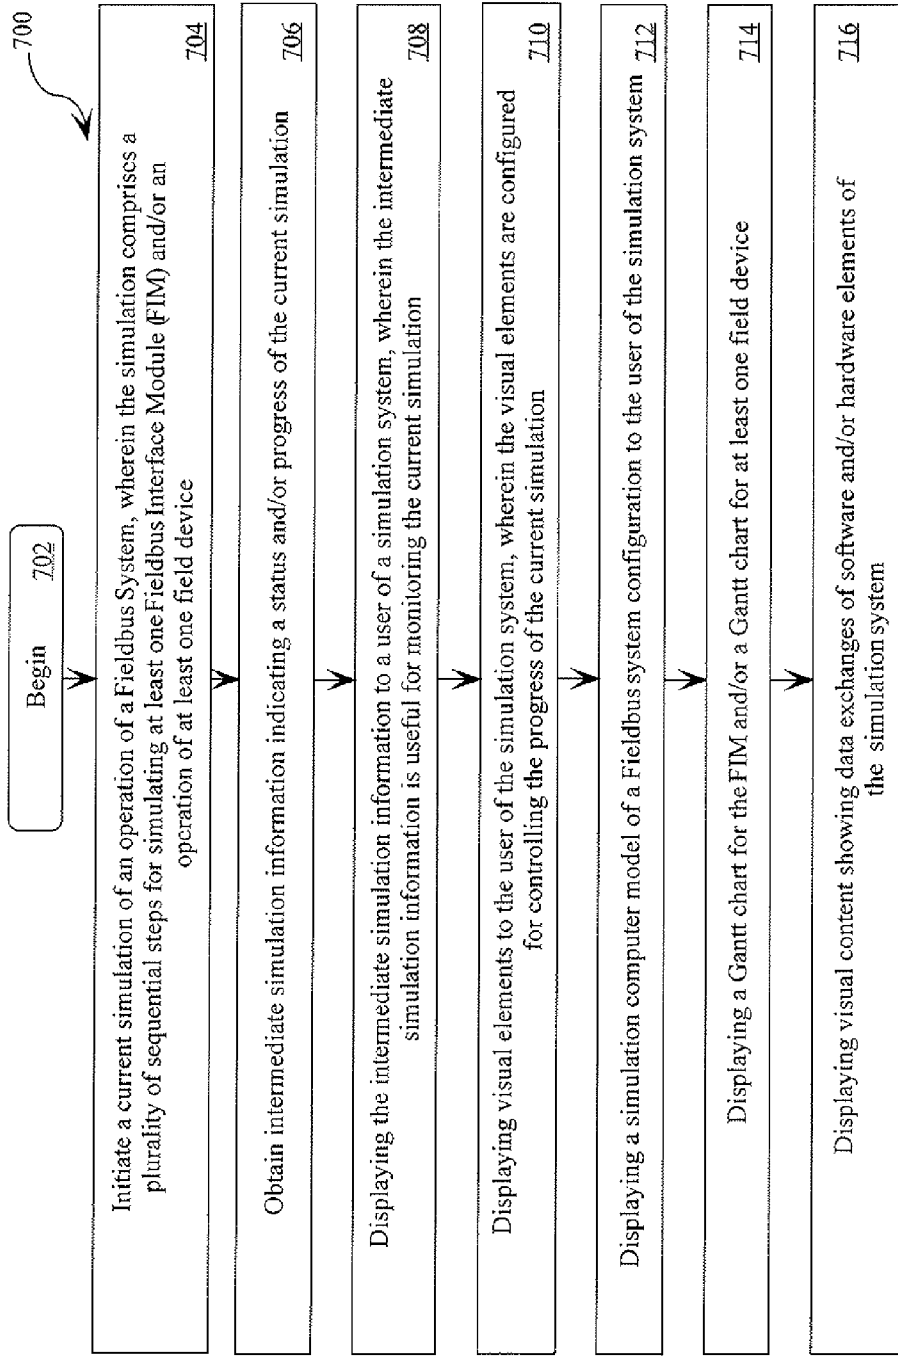 700
Begin 702
Initiate a current simulation of an operation of a Fieldbus System, wherein the simulation comprises a
plurality of sequential steps for simulating at least one Fieldbus Interface Module (FIM) and/or an
operation of at least one field device
704
Obtain intermediate simulation information indicating a status and/or progress of the current simulation
706
Displaying the intermediate simulation information to a user of a simulation system, wherein the intermediate
simulation information is useful for monitoring the current simulation
708
Displaying visual elements to the user of the simulation system, wherein the visual elements are configured
for controlling the progress of the current simulation
710
Displaying a simulation computer model of a Fieldbus system configuration to the user of the simulation system
712
Displaying a Gantt chart for the FIM and/or a Gantt chart for at least one field device
714
Displaying visual content showing data exchanges of software and/or hardware elements of
the simulation system
716